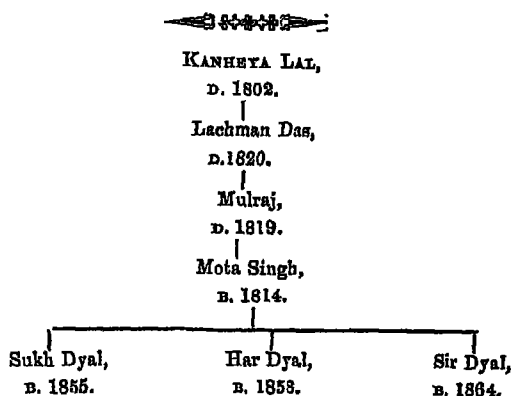 KANHEYA LAL,
D. 1802.
Lachman Das,
D.1820.
Mulraj,
D. 1819.
Mota Singh,
B. 1814.
Sukh Dyal, Har Dyal, Sir Dyal,
B. 1855. B. 1858. B. 1864.